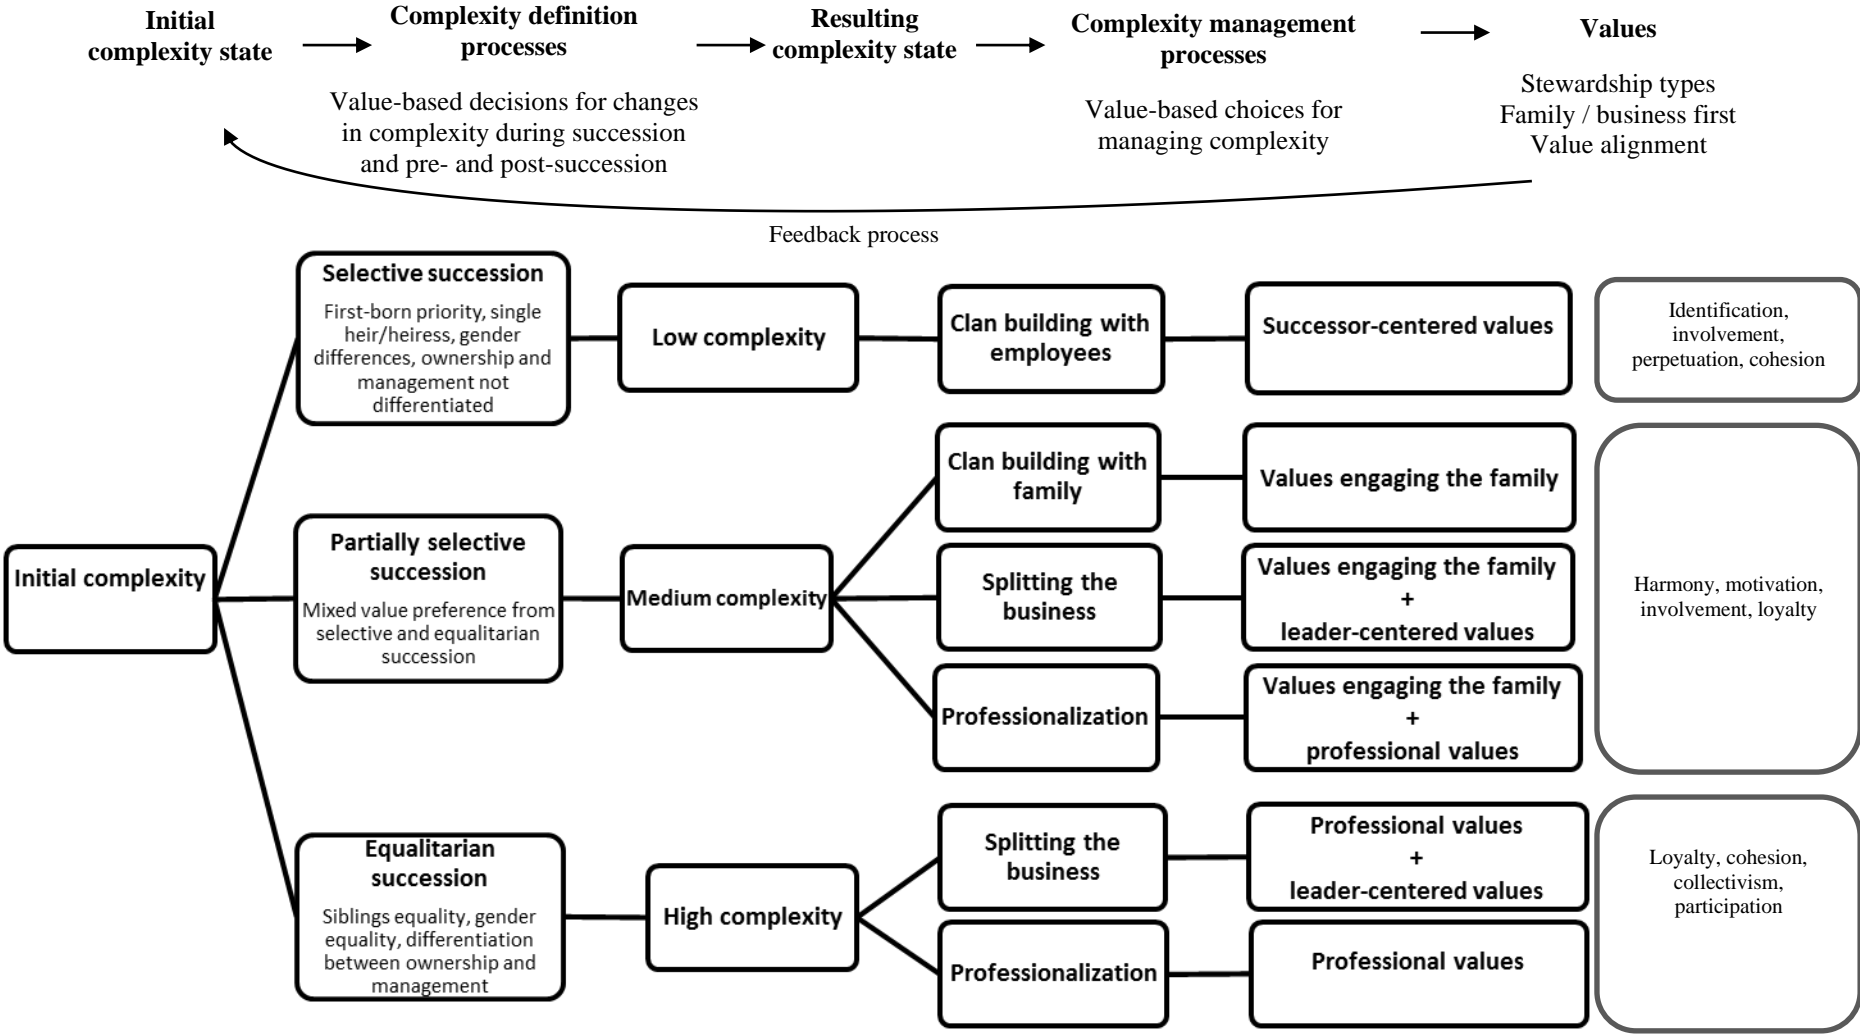 Initial
complexity state
Complexity definition
processes
Resulting
complexity state
Complexity management
processes
Values
Value-based decisions for changes
in complexity during succession
and pre- and post-succession
Value-based choices for
managing complexity
Stewardship types
Family / business first
Value alignment
Feedback process
Initial complexity
Selective succession
First-born priority, single
heir/heiress, gender
differences, ownership and
management not
differentiated
Low complexity
Clan building with
employees
Successor-centered values
Identification,
involvement,
perpetuation, cohesion
Partially selective
succession
Mixed value preference from
selective and equalitarian
succession
Medium complexity
Clan building with
family
Values engaging the family
Splitting the
business
Values engaging the family
+
leader-centered values
Professionalization
Values engaging the family
+
professional values
Harmony, motivation,
involvement, loyalty
Equalitarian
succession
Siblings equality, gender
equality, differentiation
between ownership and
management
High complexity
Splitting the
business
Professional values
+
leader-centered values
Professionalization
Professional values
Loyalty, cohesion,
collectivism,
participation